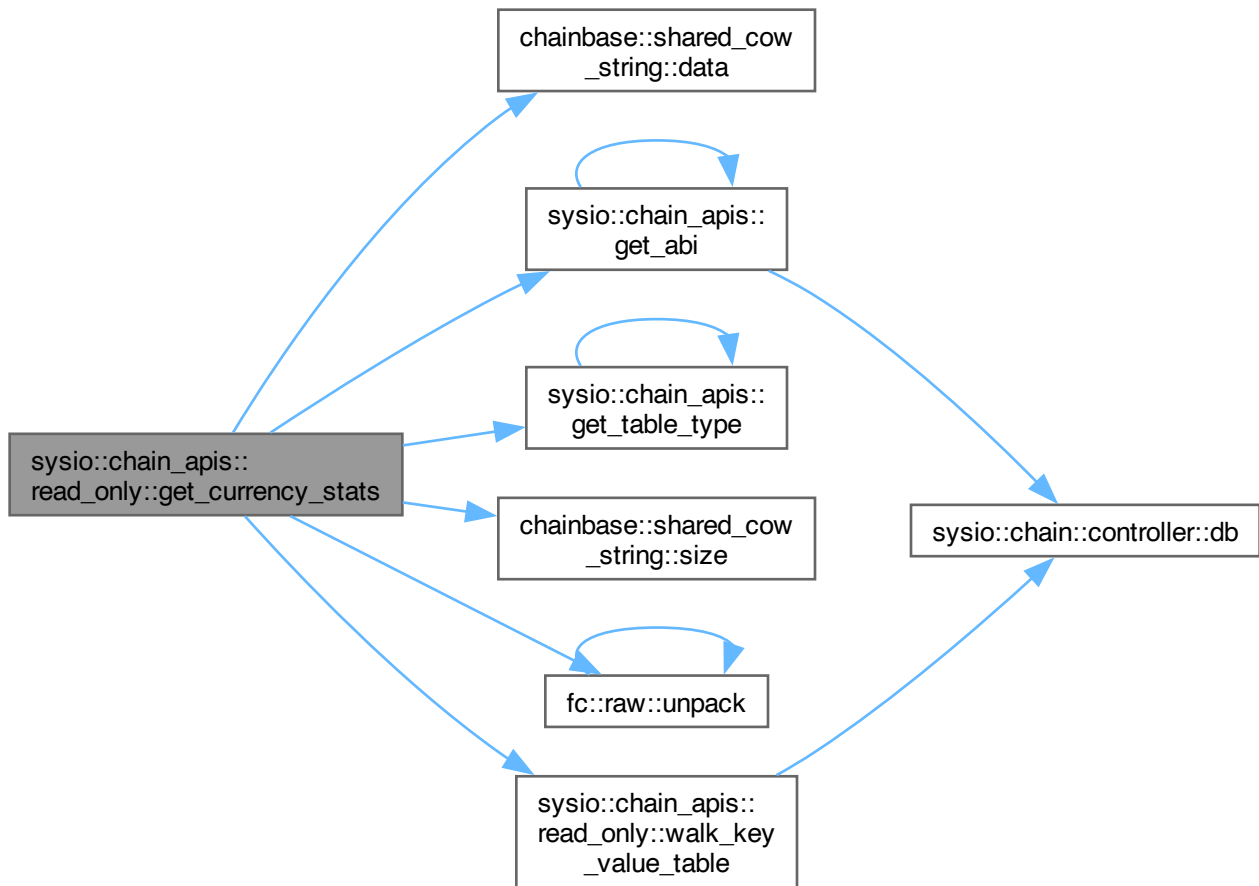 chainbase::shared_cow
_string::data
sysio::chain_apis::
get_abi
sysio::chain_apis::
get_table_type
sysio::chain_apis::
read_only::get_currency_stats
chainbase::shared_cow
_string::size
sysio::chain::controller::db
fc::raw::unpack
sysio::chain_apis::
read_only::walk_key
_value_table